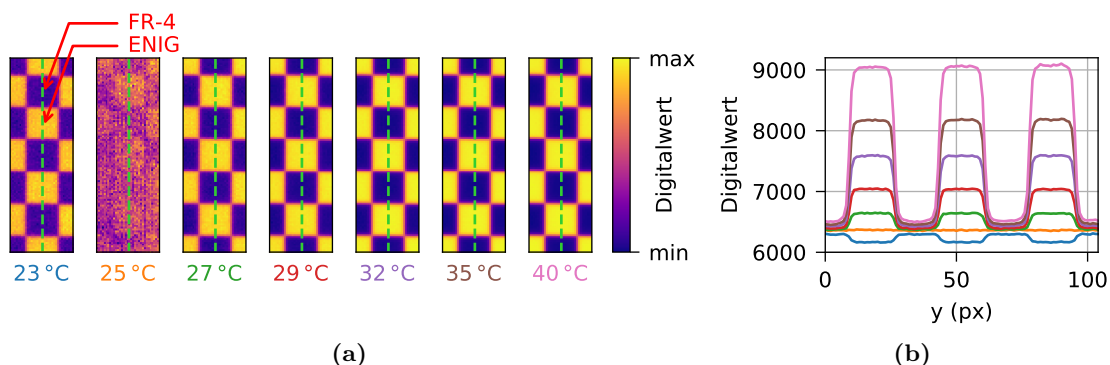 FR-4
ENIG
23 °C
25 °C
27 °C
29 °C
32 °C
35 °C
40 °C
max
Digitalwert
min
(a)
Digitalwert
9000
8000
7000
6000
0
50
100
y (px)
(b)